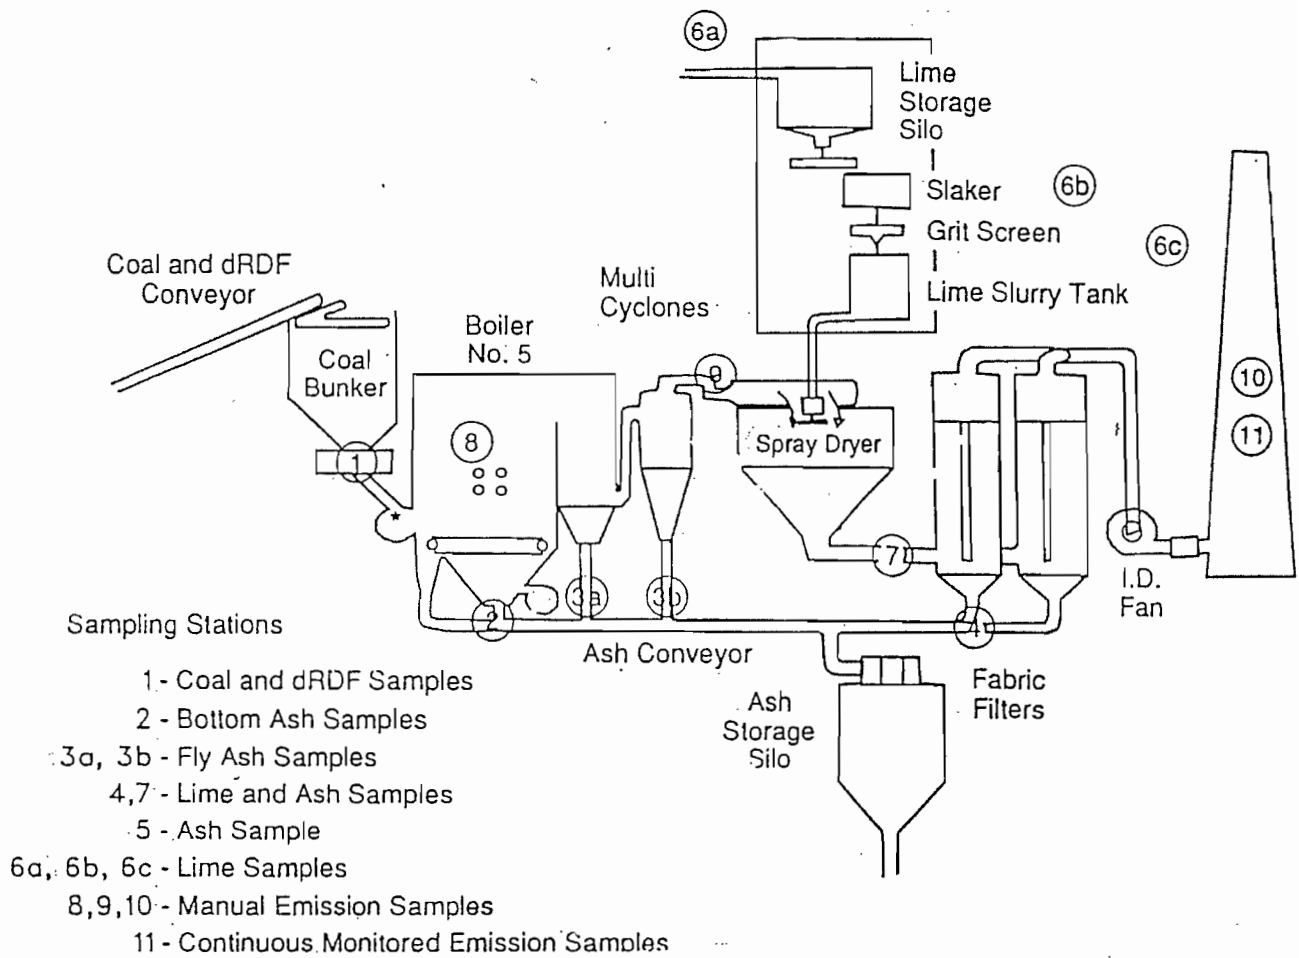 6a
Lime
Storage
Silo
Slaker
6b
Grit Screen
6c
Coal and dRDF
Conveyor
Multi
Cyclones
Lime Slurry Tank
Boiler
No. 5
Coal
Bunker
9
10
8
Spray Dryer
11
1
7
I.D.
Fan
3a
3b
2
4
Sampling Stations
Ash Conveyor
1 - Coal and dRDF Samples
Fabric
Filters
Ash
Storage
Silo
2 - Bottom Ash Samples
3a, 3b - Fly Ash Samples
4,7 - Lime and Ash Samples
5 - Ash Sample
6a, 6b, 6c - Lime Samples
8,9,10 - Manual Emission Samples
11 - Continuous Monitored Emission Samples